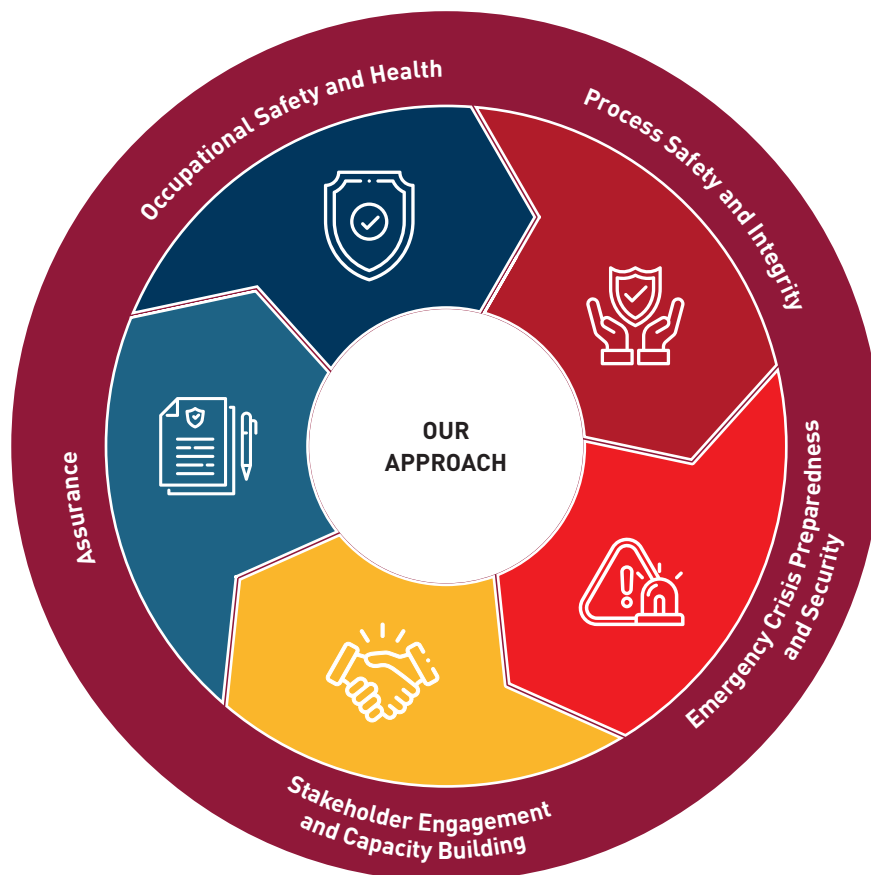 Occupational Safety and Health
Process Safety and Integrity
Emergency Crisis Preparedness
and Security
Stakeholder Engagement
and Capacity Building
Assurance
OUR
APPROACH